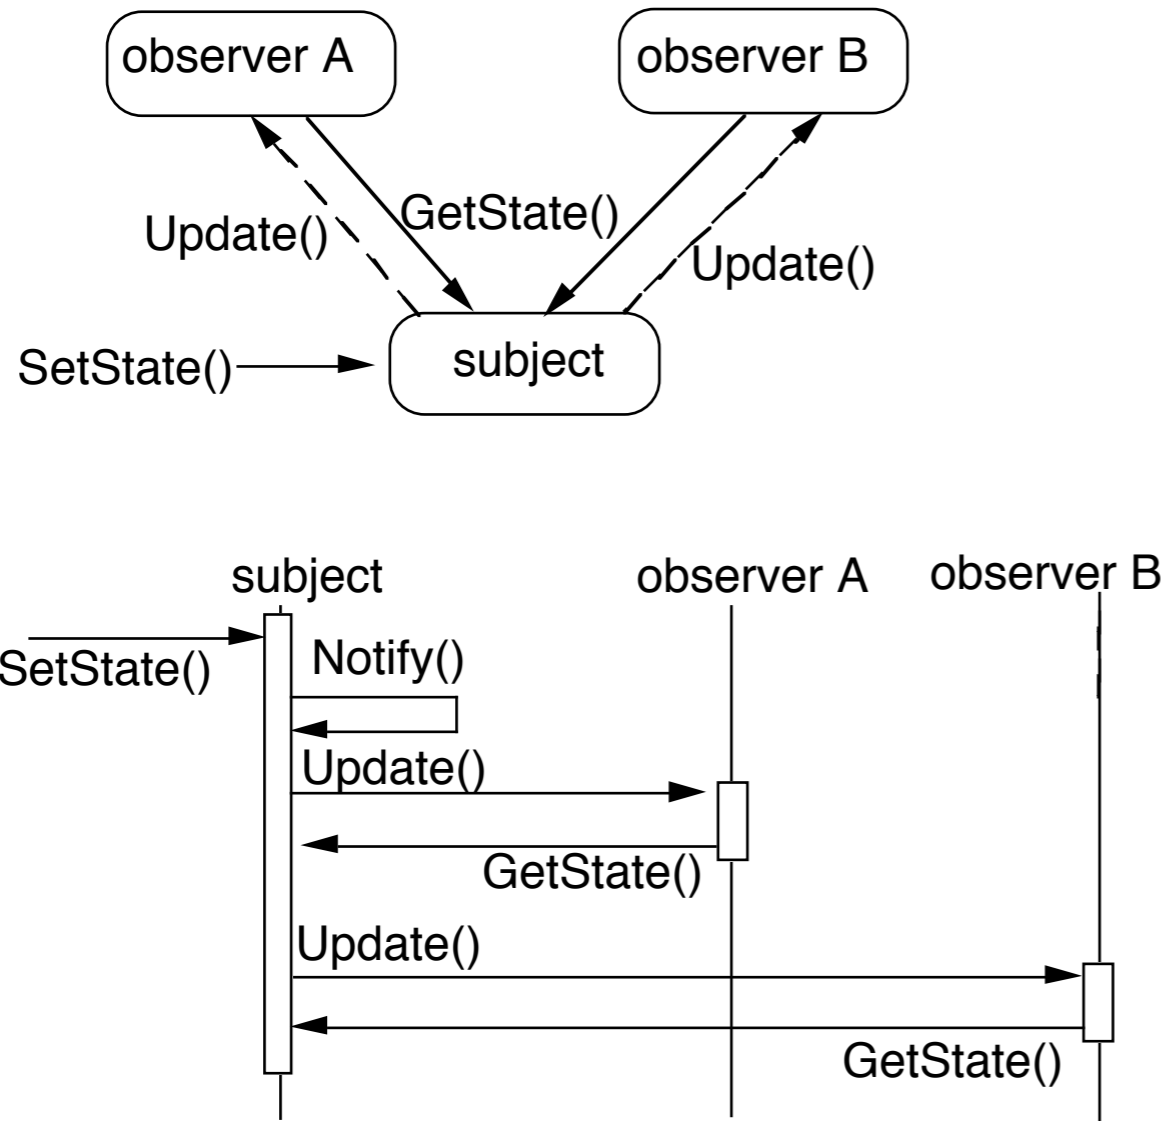 observer A
observer B
GetState()
Update()
Update()
SetState()
subject
subject
observer A
observer B
SetState()
Notify()
Update()
GetState()
Update()
GetState()